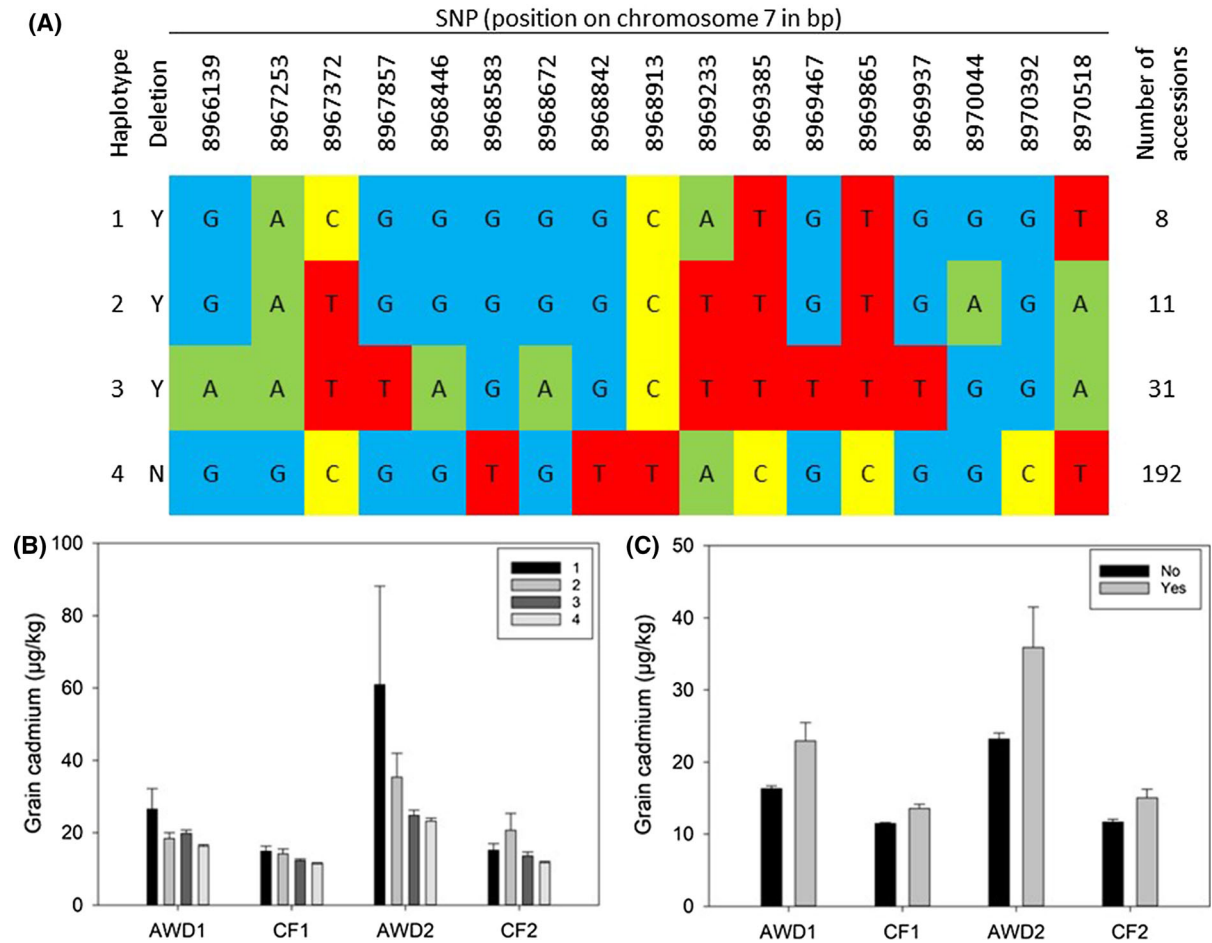 (A)
SNP (position on chromosome 7 in bp)
Haplotype Deletion 8966139 8967253 8967372 8967857 8968446 8968583 8968672 8968842 8968913 8969233 8969385 8969467 8969865 8969937 8970044 8970392 8970518 Number of accessions
1 Y G A C G G G G G C A T G T G G G T 8
2 Y G A T G G G G G C T T G T G A G A 11
3 Y A A T T A G A G C T T T T T G G A 31
4 N G G C G G T G T T A C G C G G C T 192
(B)
100
80
60
40
20
0
Grain cadmium (µg/kg)
1
2
3
4
AWD1 CF1 AWD2 CF2
(C)
50
40
30
20
10
0
Grain cadmium (µg/kg)
No
Yes
AWD1 CF1 AWD2 CF2